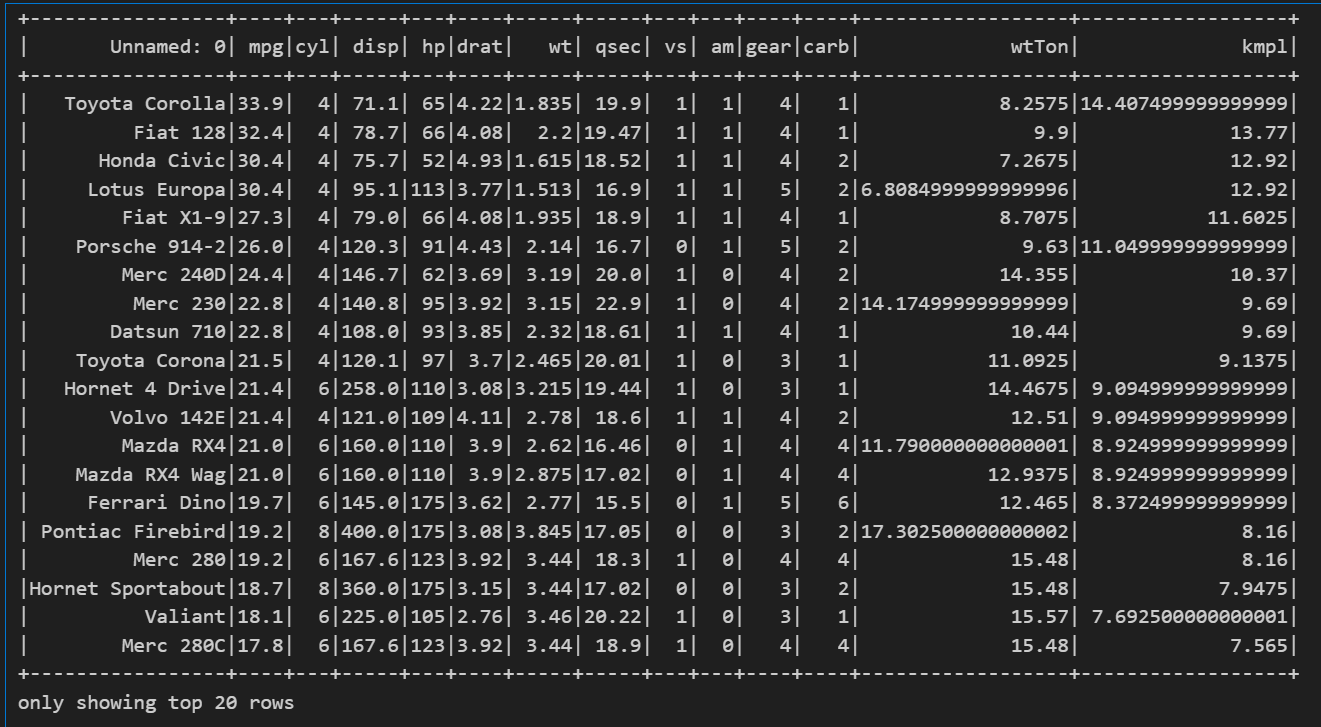 +-----------------+----+---+-----+---+----+-----+-----+---+---+----+----+------------------+------------------+
|       Unnamed: 0| mpg|cyl| disp| hp|drat|   wt| qsec| vs| am|gear|carb|             wtTon|              kmpl|
+-----------------+----+---+-----+---+----+-----+-----+---+---+----+----+------------------+------------------+
|   Toyota Corolla|33.9|  4| 71.1| 65|4.22|1.835| 19.9|  1|  1|   4|   1|            8.2575|14.407499999999999|
|         Fiat 128|32.4|  4| 78.7| 66|4.08|  2.2|19.47|  1|  1|   4|   1|               9.9|             13.77|
|      Honda Civic|30.4|  4| 75.7| 52|4.93|1.615|18.52|  1|  1|   4|   2|            7.2675|             12.92|
|     Lotus Europa|30.4|  4| 95.1|113|3.77|1.513| 16.9|  1|  1|   5|   2|6.8084999999999996|             12.92|
|        Fiat X1-9|27.3|  4| 79.0| 66|4.08|1.935| 18.9|  1|  1|   4|   1|            8.7075|           11.6025|
|    Porsche 914-2|26.0|  4|120.3| 91|4.43| 2.14| 16.7|  0|  1|   5|   2|              9.63|11.049999999999999|
|        Merc 240D|24.4|  4|146.7| 62|3.69| 3.19| 20.0|  1|  0|   4|   2|            14.355|             10.37|
|         Merc 230|22.8|  4|140.8| 95|3.92| 3.15| 22.9|  1|  0|   4|   2|14.174999999999999|              9.69|
|       Datsun 710|22.8|  4|108.0| 93|3.85| 2.32|18.61|  1|  1|   4|   1|             10.44|              9.69|
|    Toyota Corona|21.5|  4|120.1| 97| 3.7|2.465|20.01|  1|  0|   3|   1|           11.0925|            9.1375|
|   Hornet 4 Drive|21.4|  6|258.0|110|3.08|3.215|19.44|  1|  0|   3|   1|           14.4675| 9.094999999999999|
|       Volvo 142E|21.4|  4|121.0|109|4.11| 2.78| 18.6|  1|  1|   4|   2|             12.51| 9.094999999999999|
|        Mazda RX4|21.0|  6|160.0|110| 3.9| 2.62|16.46|  0|  1|   4|   4|11.790000000000001| 8.924999999999999|
|    Mazda RX4 Wag|21.0|  6|160.0|110| 3.9|2.875|17.02|  0|  1|   4|   4|           12.9375| 8.924999999999999|
|     Ferrari Dino|19.7|  6|145.0|175|3.62| 2.77| 15.5|  0|  1|   5|   6|            12.465| 8.372499999999999|
| Pontiac Firebird|19.2|  8|400.0|175|3.08|3.845|17.05|  0|  0|   3|   2|17.302500000000002|              8.16|
|         Merc 280|19.2|  6|167.6|123|3.92| 3.44| 18.3|  1|  0|   4|   4|             15.48|              8.16|
|Hornet Sportabout|18.7|  8|360.0|175|3.15| 3.44|17.02|  0|  0|   3|   2|             15.48|            7.9475|
|          Valiant|18.1|  6|225.0|105|2.76| 3.46|20.22|  1|  0|   3|   1|             15.57| 7.692500000000001|
|        Merc 280C|17.8|  6|167.6|123|3.92| 3.44| 18.9|  1|  0|   4|   4|             15.48|             7.565|
+-----------------+----+---+-----+---+----+-----+-----+---+---+----+----+------------------+------------------+
only showing top 20 rows